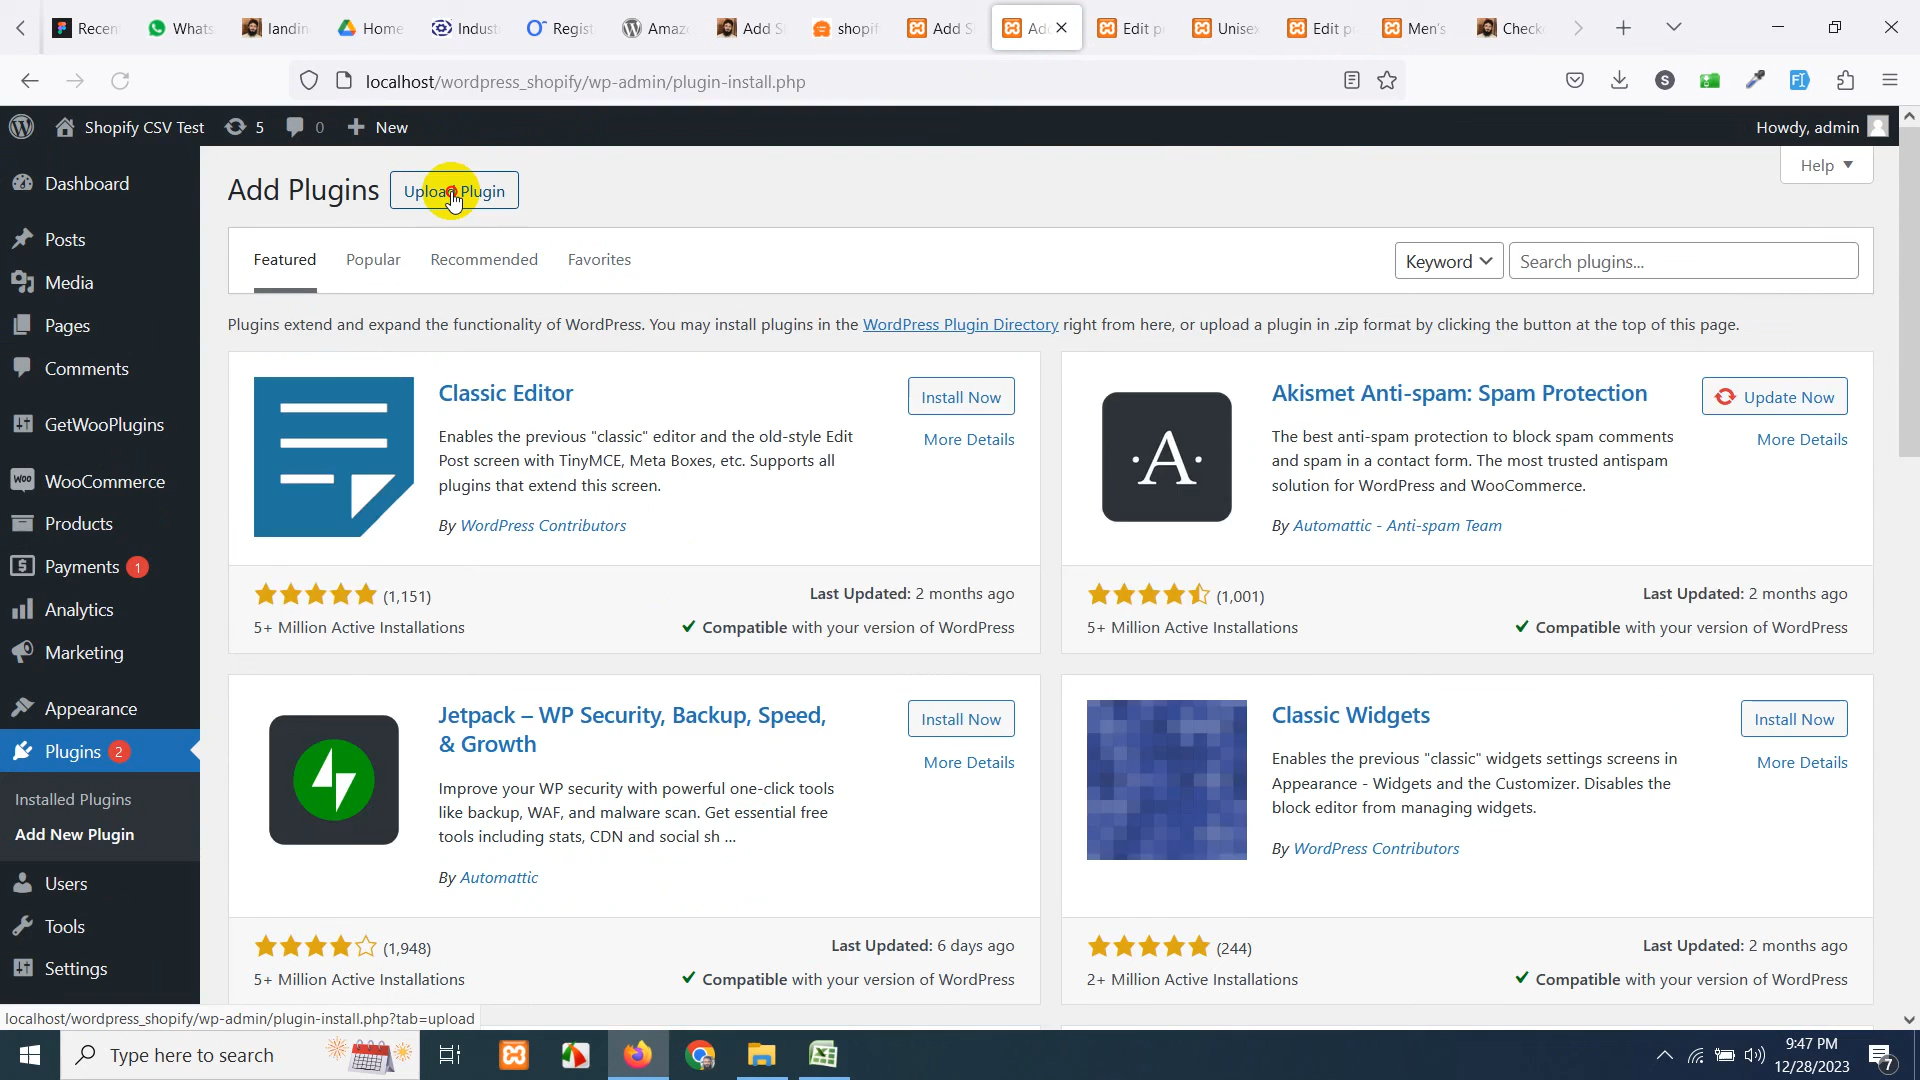 Recen
Whats
landin
Home
Indust
Regist
Amazo
Add S
shopif
Add S
Ad
Edit p
Unisex
Edit p
Men's
Checko
localhost/wordpress_shopify/wp-admin/plugin-install.php
Shopify CSV Test
5
0
New
Howdy, admin
Dashboard
Posts
Media
Pages
Comments
GetWooPlugins
WooCommerce
Products
Payments 1
Analytics
Marketing
Appearance
Plugins 2
Installed Plugins
Add New Plugin
Users
Tools
Settings
Add Plugins
Upload Plugin
Help
Featured
Popular
Recommended
Favorites
Keyword
Search plugins...
Plugins extend and expand the functionality of WordPress. You may install plugins in the WordPress Plugin Directory right from here, or upload a plugin in .zip format by clicking the button at the top of this page.
Classic Editor
Install Now
More Details
Enables the previous "classic" editor and the old-style Edit
Post screen with TinyMCE, Meta Boxes, etc. Supports all
plugins that extend this screen.
By WordPress Contributors
(1,151)
Last Updated: 2 months ago
5+ Million Active Installations
Compatible with your version of WordPress
·A·
Akismet Anti-spam: Spam Protection
Update Now
More Details
The best anti-spam protection to block spam comments
and spam in a contact form. The most trusted antispam
solution for WordPress and WooCommerce.
By Automattic - Anti-spam Team
(1,001)
Last Updated: 2 months ago
5+ Million Active Installations
Compatible with your version of WordPress
Jetpack – WP Security, Backup, Speed,
& Growth
Install Now
More Details
Improve your WP security with powerful one-click tools
like backup, WAF, and malware scan. Get essential free
tools including stats, CDN and social sh ...
By Automattic
(1,948)
Last Updated: 6 days ago
5+ Million Active Installations
Compatible with your version of WordPress
Classic Widgets
Install Now
More Details
Enables the previous "classic" widgets settings screens in
Appearance - Widgets and the Customizer. Disables the
block editor from managing widgets.
By WordPress Contributors
(244)
Last Updated: 2 months ago
2+ Million Active Installations
Compatible with your version of WordPress
localhost/wordpress_shopify/wp-admin/plugin-install.php?tab=upload
Type here to search
9:47 PM
12/28/2023
7